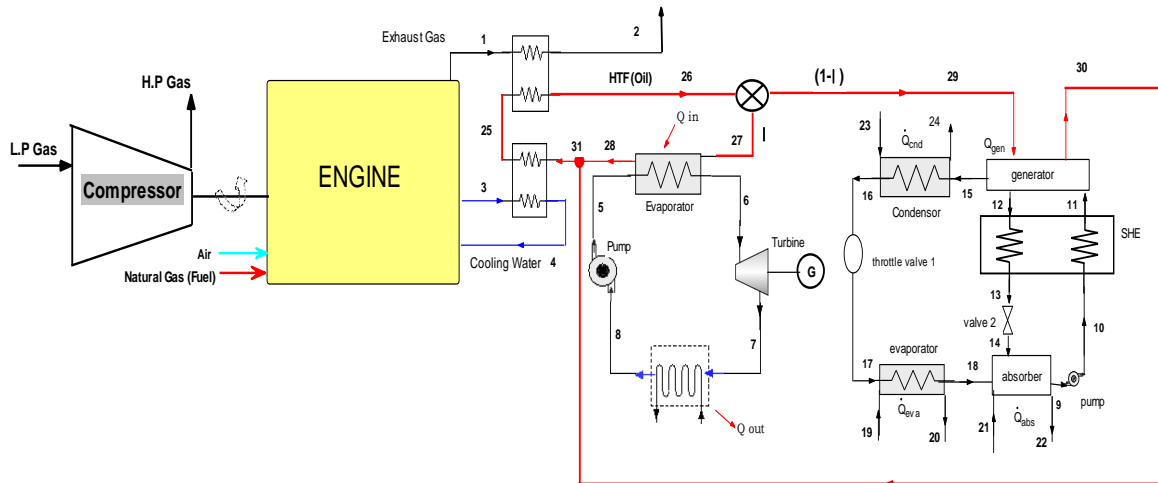 Exhaust Gas
1
2
HTF(Oil)
26
(1-l )
29
30
H.P Gas
L.P Gas
Compressor
ENGINE
25
Q in
27
l
23
Q̇cnd
24
Qgen
31
28
3
Evaporator
16
Condensor
15
generator
5
6
12
11
SHE
Air
Natural Gas (Fuel)
Cooling Water 4
Pump
Turbine
G
throttle valve 1
13
valve 2
10
8
7
14
evaporator
17
18
absorber
pump
Q̇eva
Q̇abs
9
Q out
19
20
21
22